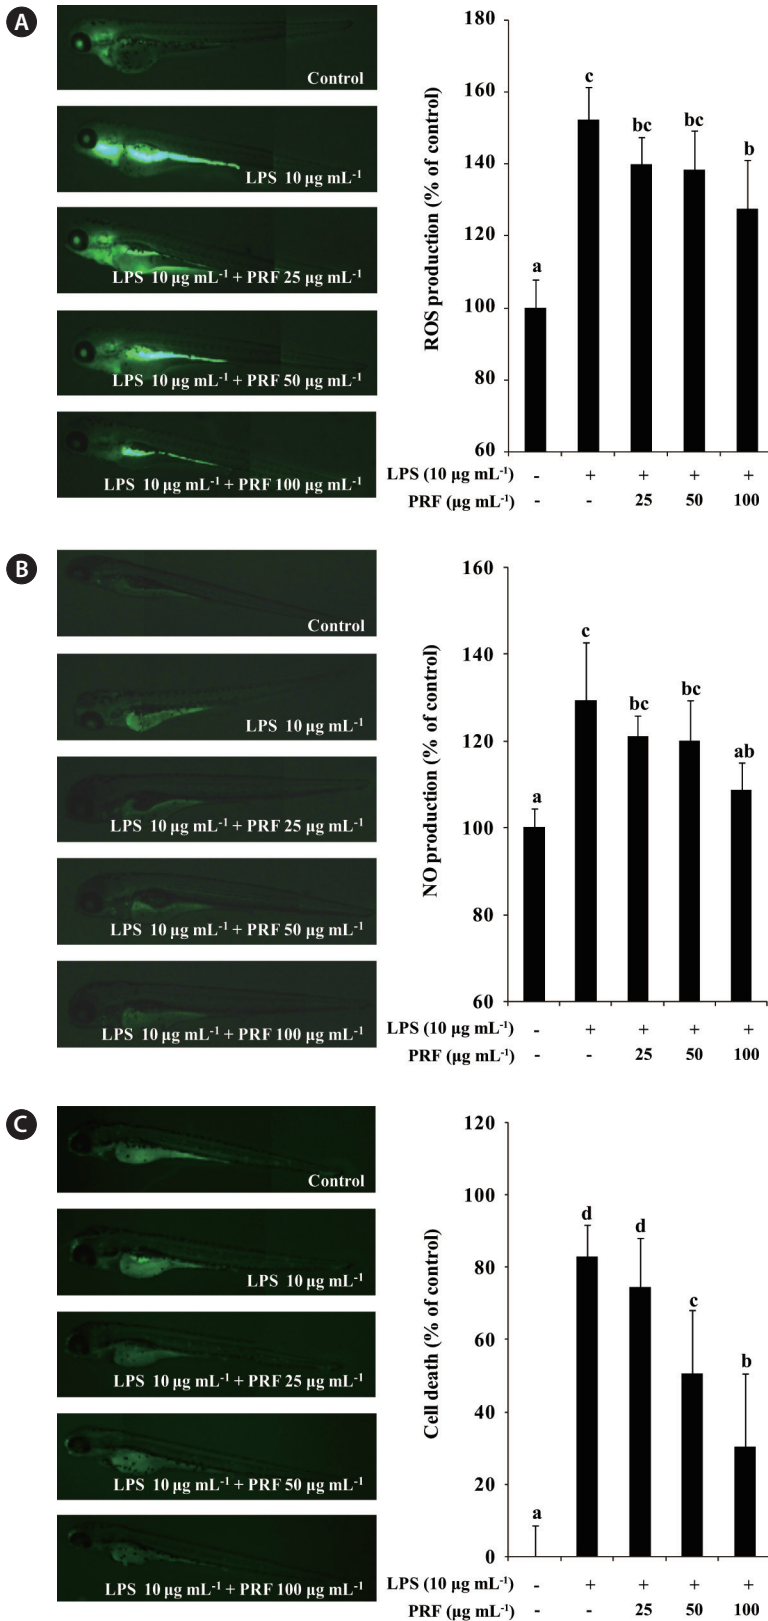 A
Control
LPS 10 µg mL-1
LPS 10 µg mL-1 + PRF 25 µg mL-1
LPS 10 µg mL-1 + PRF 50 µg mL-1
LPS 10 µg mL-1 + PRF 100 µg mL-1
ROS production (% of control)
180
160
140
120
100
80
60
a
c
bc
bc
b
LPS (10 µg mL-1) - + + + +
PRF (µg mL-1) - - 25 50 100
B
Control
LPS 10 µg mL-1
LPS 10 µg mL-1 + PRF 25 µg mL-1
LPS 10 µg mL-1 + PRF 50 µg mL-1
LPS 10 µg mL-1 + PRF 100 µg mL-1
NO production (% of control)
160
140
120
100
80
60
a
c
bc
bc
ab
LPS (10 µg mL-1) - + + + +
PRF (µg mL-1) - - 25 50 100
C
Control
LPS 10 µg mL-1
LPS 10 µg mL-1 + PRF 25 µg mL-1
LPS 10 µg mL-1 + PRF 50 µg mL-1
LPS 10 µg mL-1 + PRF 100 µg mL-1
Cell death (% of control)
120
100
80
60
40
20
0
a
d
d
c
b
LPS (10 µg mL-1) - + + + +
PRF (µg mL-1) - - 25 50 100